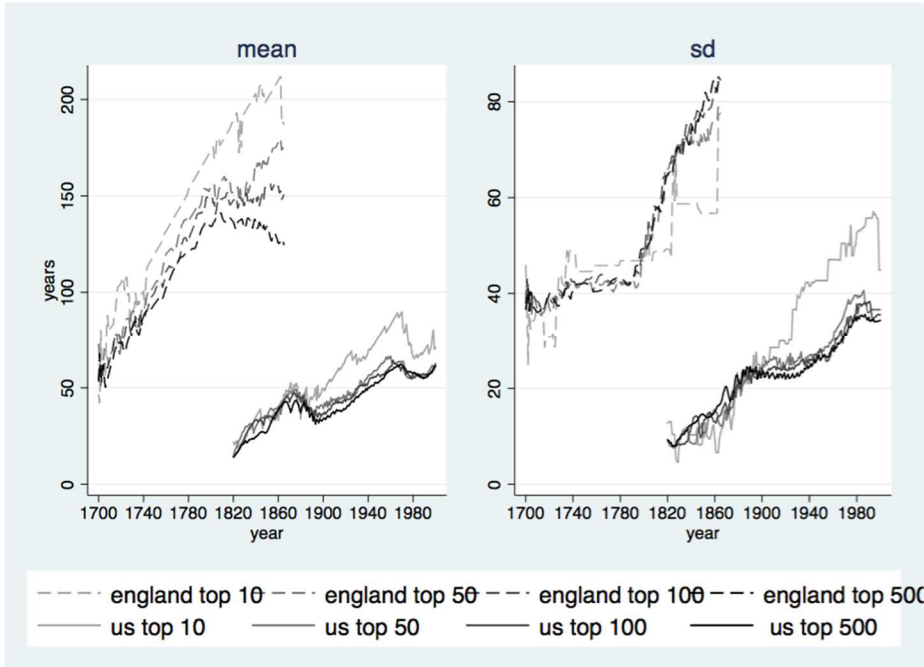 mean
sd
200
150
100
50
0
years
1700 1740 1780 1820 1860 1900 1940 1980
year
80
60
40
20
0
1700 1740 1780 1820 1860 1900 1940 1980
year
england top 10 england top 50 england top 100 england top 500
us top 10 us top 50 us top 100 us top 500